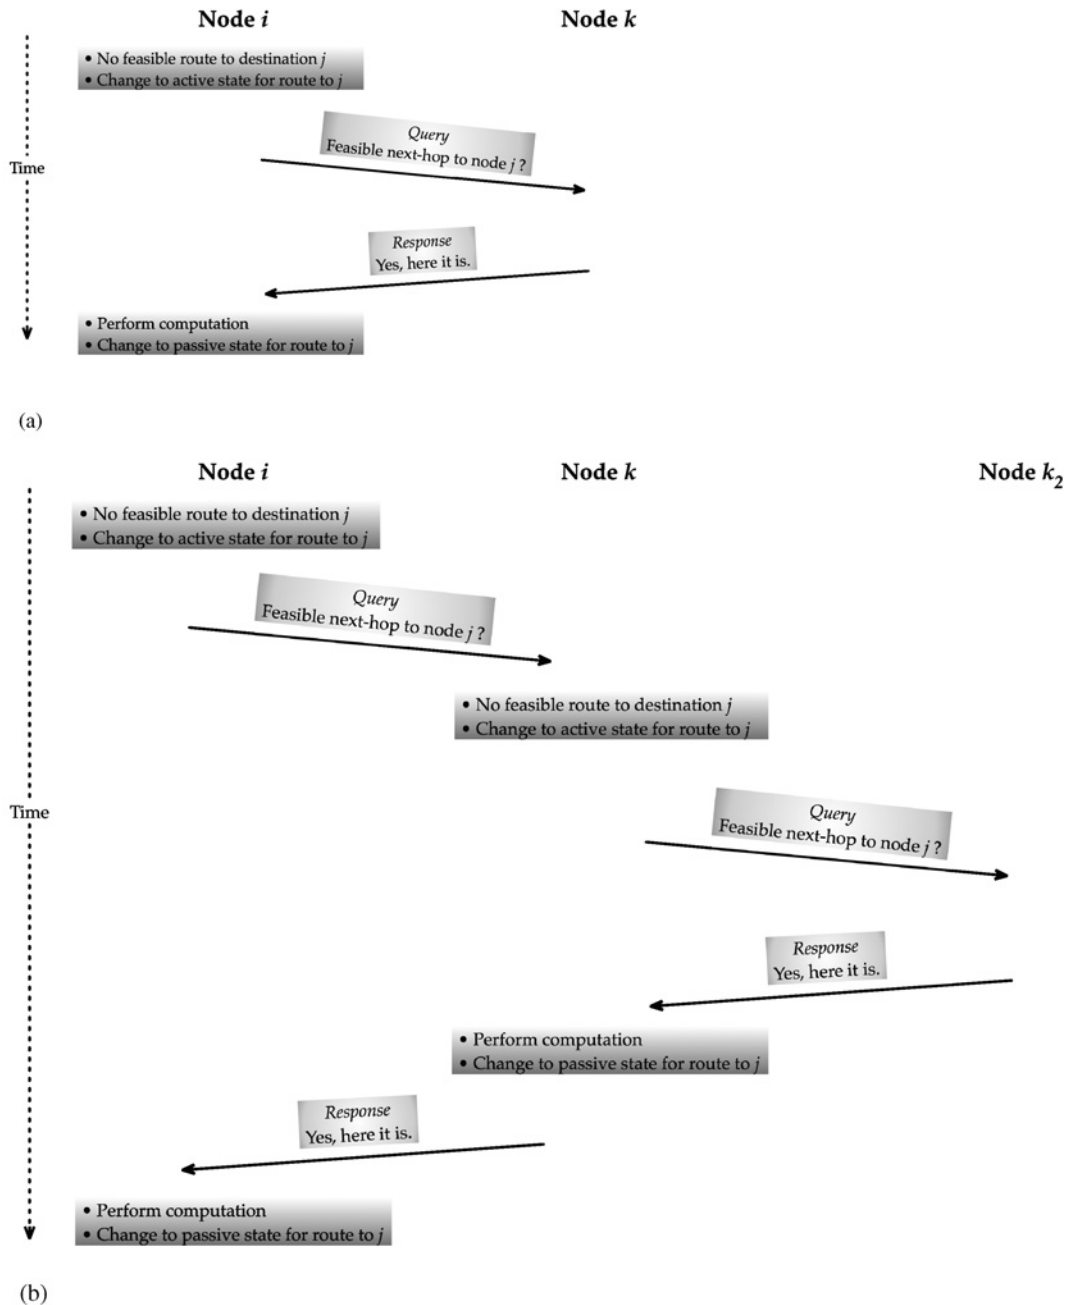 Node i Node k
• No feasible route to destination j
• Change to active state for route to j
Query
Feasible next-hop to node j ?
Time
Response
Yes, here it is.
• Perform computation
• Change to passive state for route to j
(a)
Node i Node k Node k₂
• No feasible route to destination j
• Change to active state for route to j
Query
Feasible next-hop to node j ?
• No feasible route to destination j
• Change to active state for route to j
Time
Query
Feasible next-hop to node j ?
Response
Yes, here it is.
• Perform computation
• Change to passive state for route to j
Response
Yes, here it is.
• Perform computation
• Change to passive state for route to j
(b)